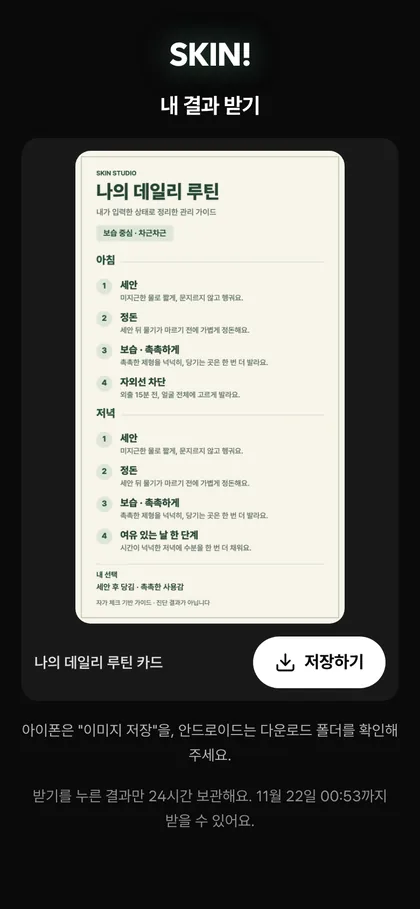 SKIN!
내 결과 받기
SKIN STUDIO
나의 데일리 루틴
내가 입력한 상태로 정리한 관리 가이드
보습 중심 · 차근차근
아침
1 세안
미지근한 물로 짧게, 문지르지 않고 헹궈요.
2 정돈
세안 뒤 물기가 마르기 전에 가볍게 정돈해요.
3 보습 · 촉촉하게
촉촉한 제형을 넉넉히, 당기는 곳은 한 번 더 발라요.
4 자외선 차단
외출 15분 전, 얼굴 전체에 고르게 발라요.
저녁
1 세안
미지근한 물로 짧게, 문지르지 않고 헹궈요.
2 정돈
세안 뒤 물기가 마르기 전에 가볍게 정돈해요.
3 보습 · 촉촉하게
촉촉한 제형을 넉넉히, 당기는 곳은 한 번 더 발라요.
4 여유 있는 날 한 단계
시간이 넉넉한 저녁에 수분을 한 번 더 채워요.
내 선택
세안 후 당김 · 촉촉한 사용감
자가 체크 기반 가이드 · 진단 결과가 아닙니다
나의 데일리 루틴 카드
저장하기
아이폰은 "이미지 저장"을, 안드로이드는 다운로드 폴더를 확인해
주세요.
받기를 누른 결과만 24시간 보관해요. 11월 22일 00:53까지
받을 수 있어요.